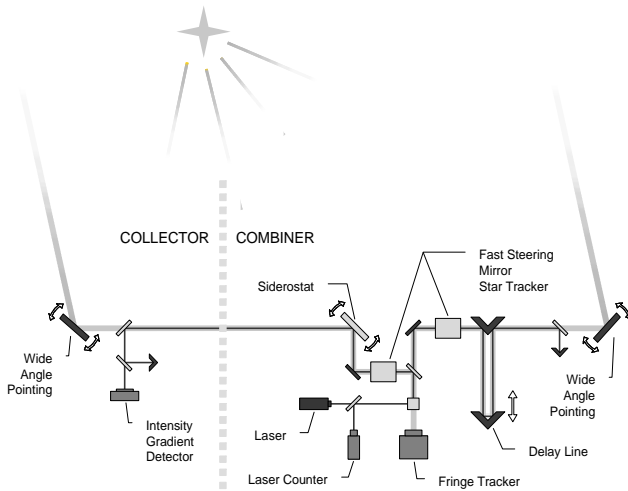 COLLECTOR
COMBINER
Fast Steering
Mirror
Star Tracker
Siderostat
Wide
Angle
Pointing
Wide
Angle
Pointing
Intensity
Gradient
Detector
Laser
Delay Line
Laser Counter
Fringe Tracker